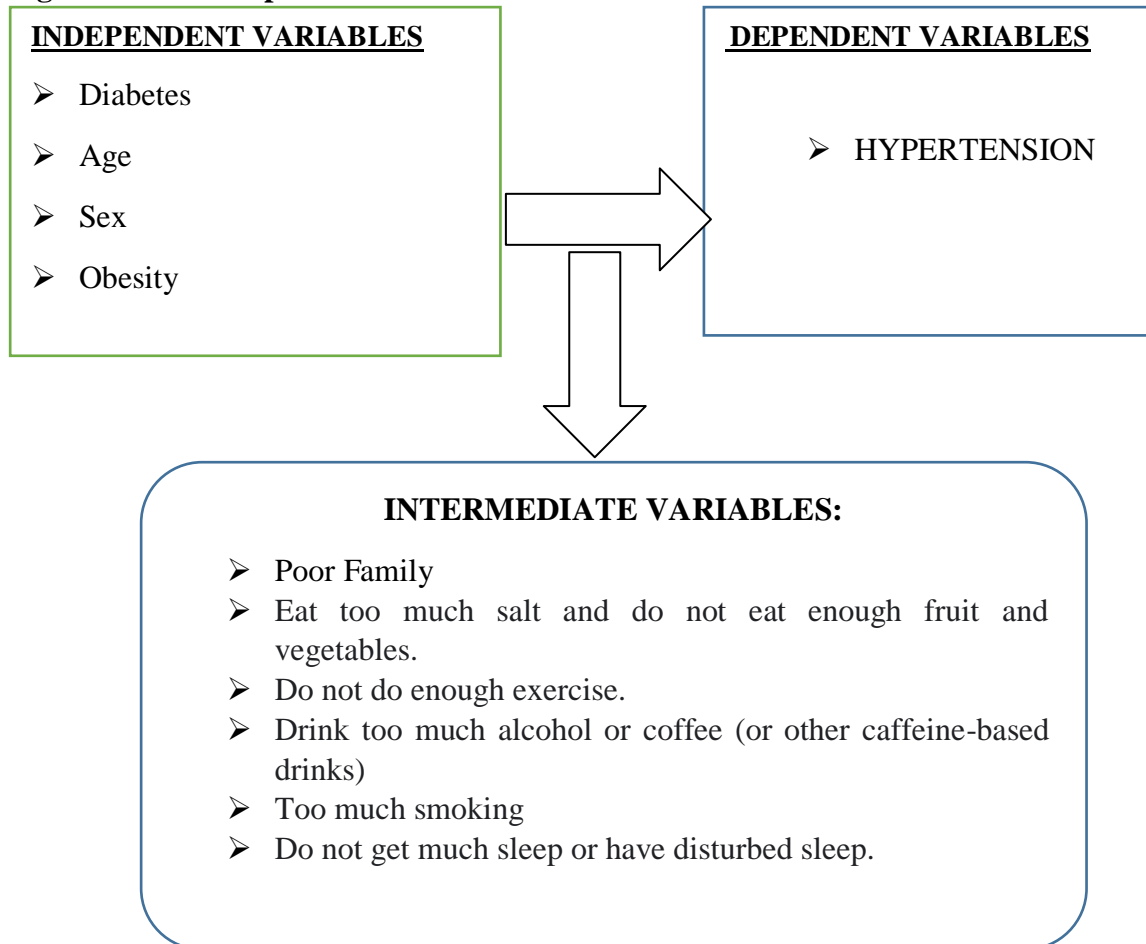 INDEPENDENT VARIABLES
➢ Diabetes
➢ Age
➢ Sex
➢ Obesity
DEPENDENT VARIABLES
➢ HYPERTENSION
INTERMEDIATE VARIABLES:
➢ Poor Family
➢ Eat too much salt and do not eat enough fruit and
vegetables.
➢ Do not do enough exercise.
➢ Drink too much alcohol or coffee (or other caffeine-based
drinks)
➢ Too much smoking
➢ Do not get much sleep or have disturbed sleep.